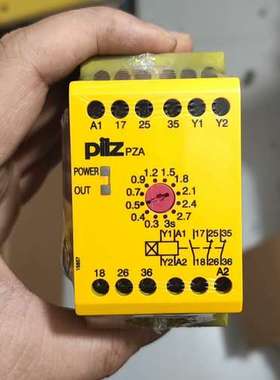 A1 17 25 35 Y1 Y2
pilz PZA
POWER
OUT
1.2 1.5
0.9 1.8
0.7 2.1
0.5 2.4
0.4 2.7
0.3 3s
Y1 A1 17 25 35
Y2 A2 18 26 36
A2
18 26 36